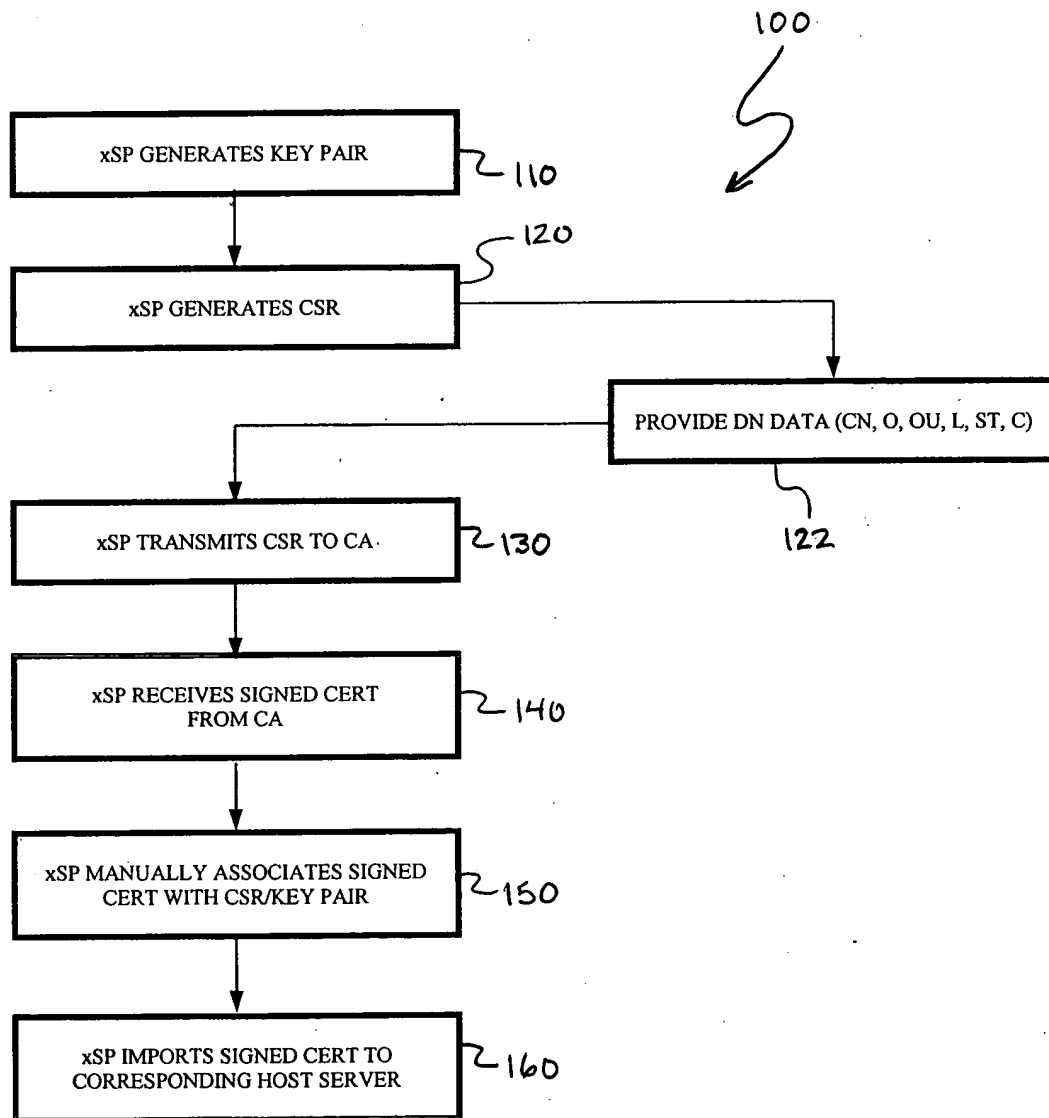 100
xSP GENERATES KEY PAIR
110
120
xSP GENERATES CSR
PROVIDE DN DATA (CN, O, OU, L, ST, C)
122
xSP TRANSMITS CSR TO CA
130
xSP RECEIVES SIGNED CERT
FROM CA
140
xSP MANUALLY ASSOCIATES SIGNED
CERT WITH CSR/KEY PAIR
150
xSP IMPORTS SIGNED CERT TO
CORRESPONDING HOST SERVER
160